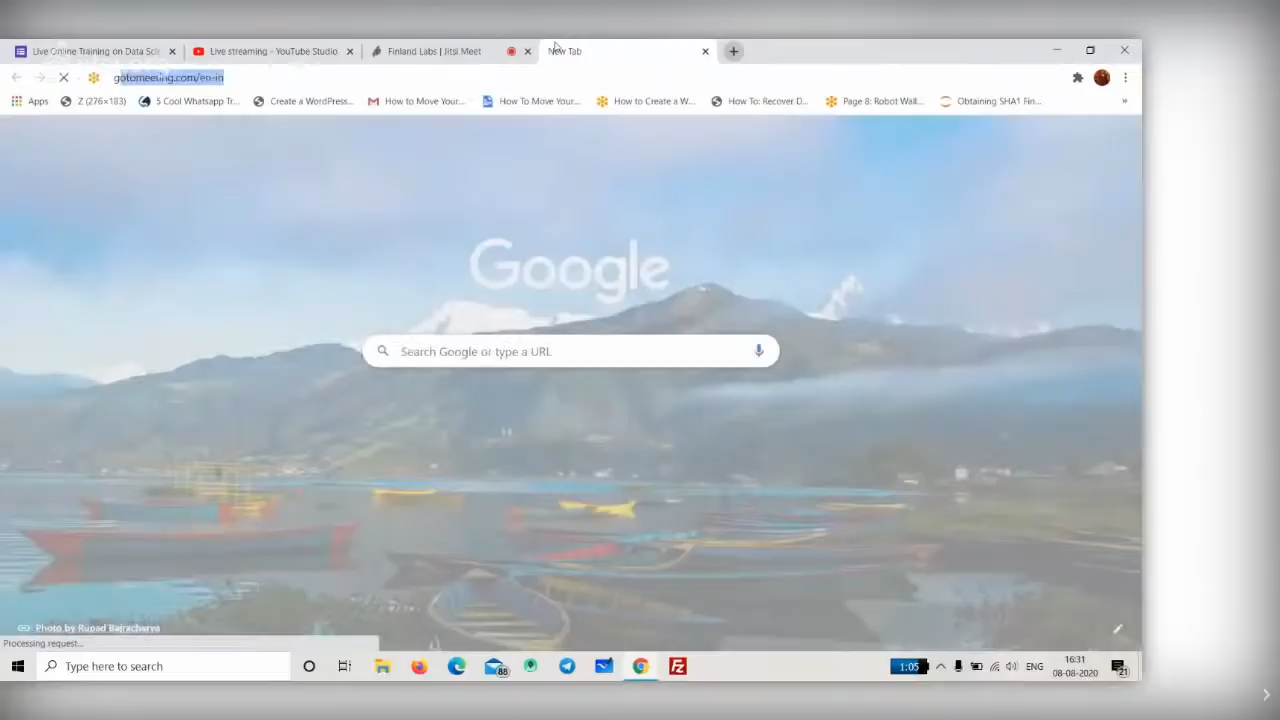 Live Online Training on Data Scie
Live streaming - YouTube Studio
Finland Labs | Jitsi Meet
New Tab
gotomeeting.com/en-in
Apps
Z (276×183)
5 Cool Whatsapp Tr...
Create a WordPress...
How to Move Your...
How To Move Your...
How to Create a W...
How To: Recover D...
Page 8: Robot Wall...
Obtaining SHA1 Fin...
»
Google
Search Google or type a URL
Photo by Rupad Bajracharya
Processing request...
Type here to search
88
Fz
1:05
ENG
16:31
08-08-2020
21